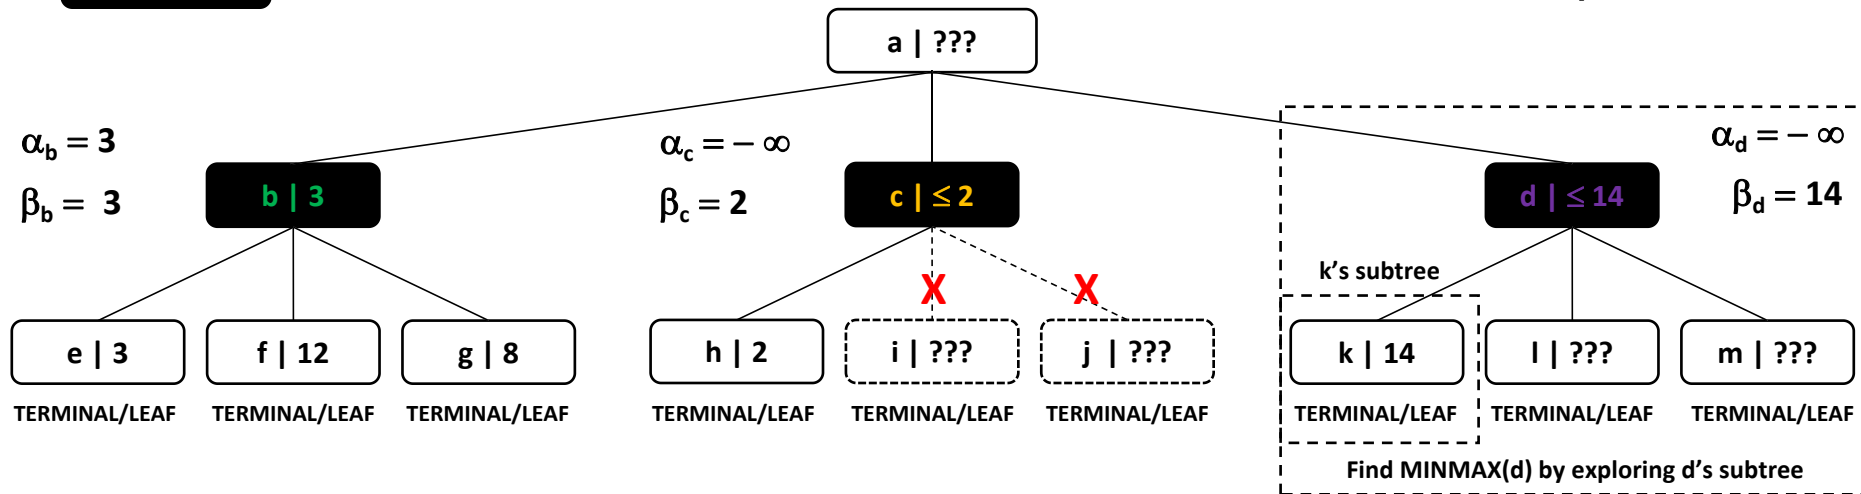 a | ???
αb = 3
βb = 3
b | 3
αc = − ∞
βc = 2
c | ≤ 2
αd = − ∞
βd = 14
d | ≤ 14
k's subtree
X
X
e | 3
f | 12
g | 8
h | 2
i | ???
j | ???
k | 14
l | ???
m | ???
TERMINAL/LEAF
TERMINAL/LEAF
TERMINAL/LEAF
TERMINAL/LEAF
TERMINAL/LEAF
TERMINAL/LEAF
TERMINAL/LEAF
TERMINAL/LEAF
TERMINAL/LEAF
Find MINMAX(d) by exploring d's subtree